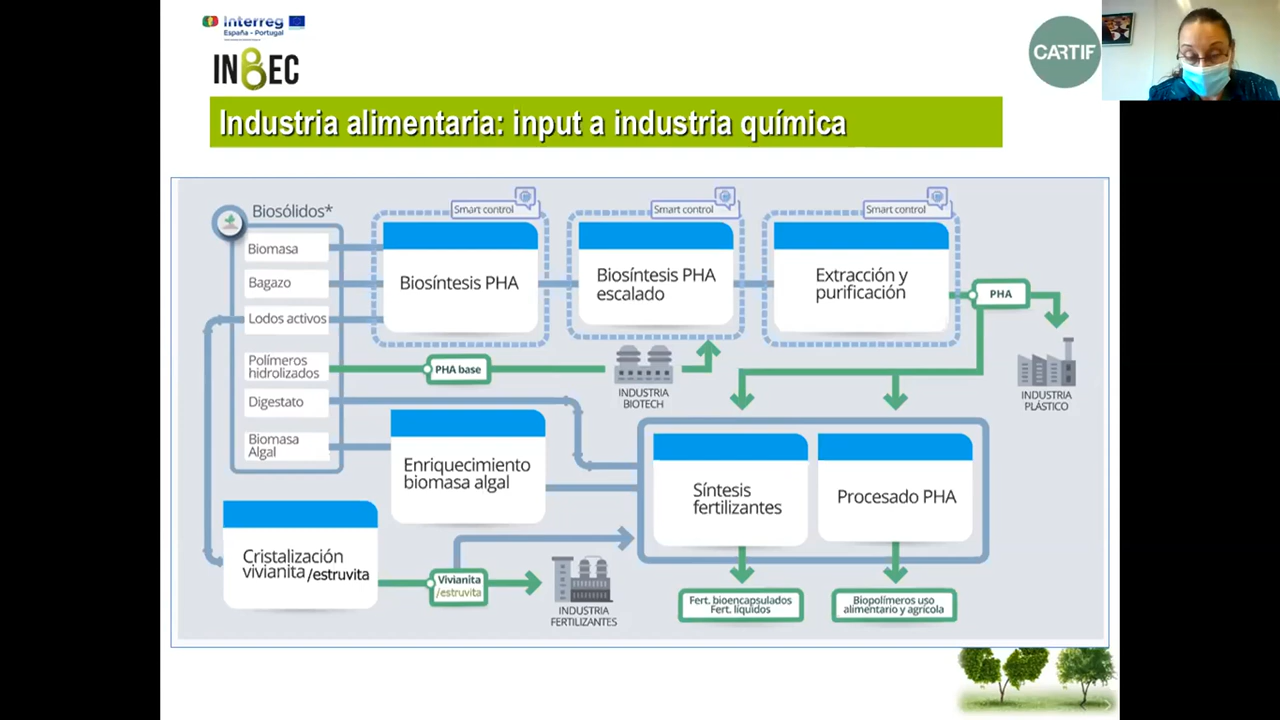 Interreg
España - Portugal
INBEC
CARTIF
Industria alimentaria: input a industria química
Biosólidos*
Smart control
Smart control
Smart control
Biomasa
Bagazo
Lodos activos
Polímeros
hidrolizados
Digestato
Biomasa
Algal
Biosíntesis PHA
Biosíntesis PHA
escalado
Extracción y
purificación
PHA
PHA base
INDUSTRIA
BIOTECH
INDUSTRIA
PLÁSTICO
Enriquecimiento
biomasa algal
Síntesis
fertilizantes
Procesado PHA
Cristalización
vivianita/estruvita
Vivianita
/estruvita
INDUSTRIA
FERTILIZANTES
Fert. bioencapsulados
Fert. líquidos
Biopolímeros uso
alimentario y agrícola